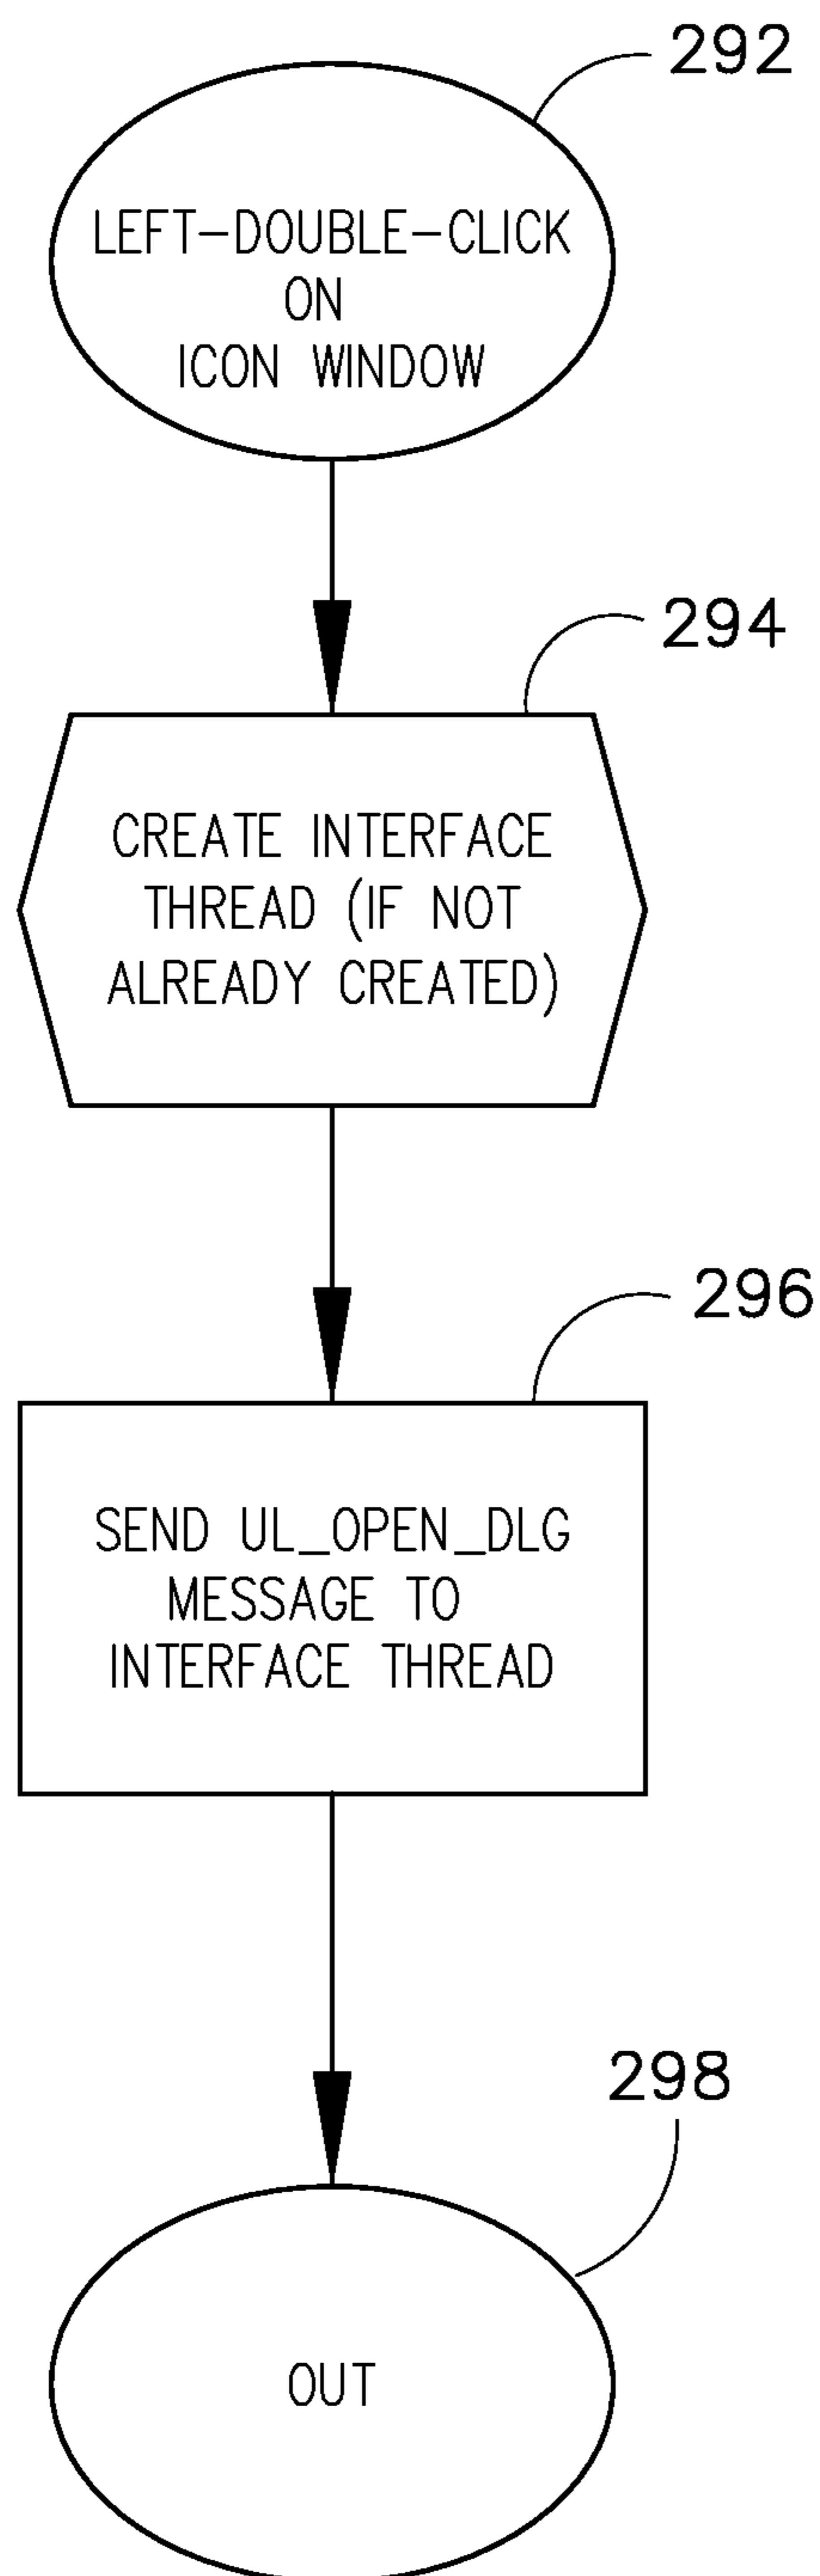 292
LEFT-DOUBLE-CLICK
ON
ICON WINDOW
294
CREATE INTERFACE
THREAD (IF NOT
ALREADY CREATED)
296
SEND UL_OPEN_DLG
MESSAGE TO
INTERFACE THREAD
298
OUT